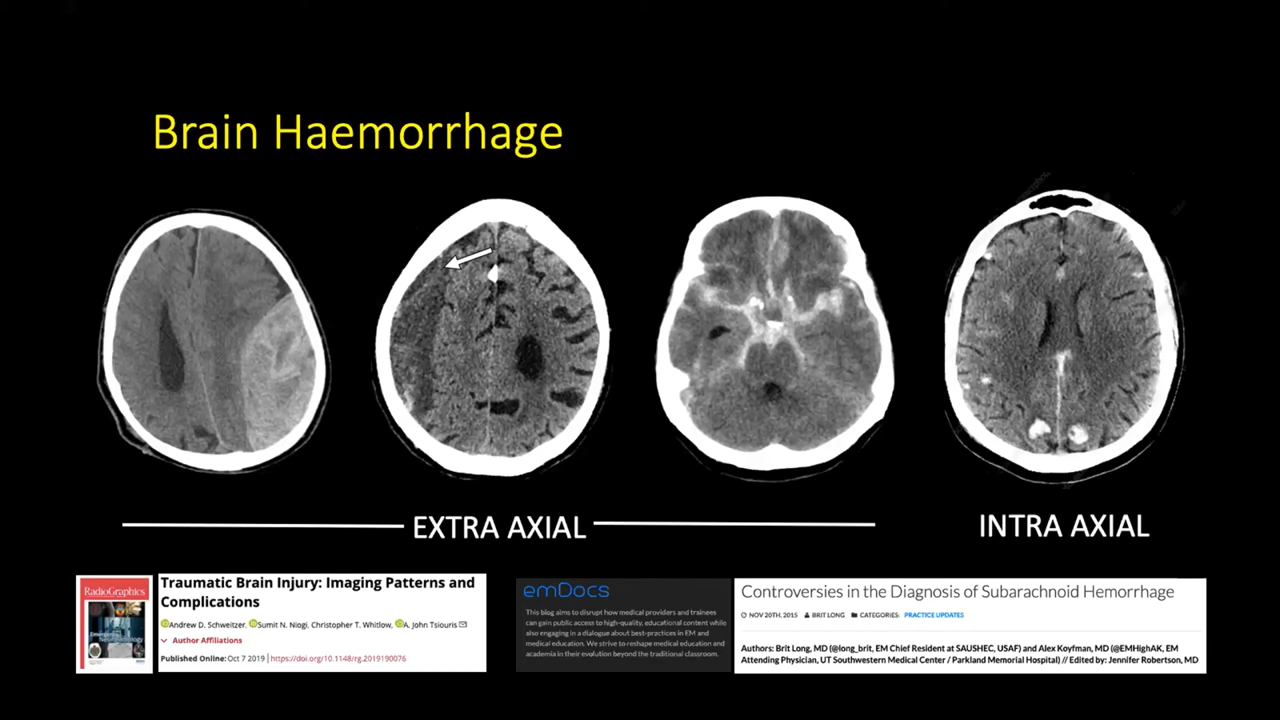 Brain Haemorrhage
EXTRA AXIAL
INTRA AXIAL
RadioGraphics
Traumatic Brain Injury: Imaging Patterns and
Complications
Andrew D. Schweitzer, Sumit N. Niogi, Christopher T. Whitlow, A. John Tsiouris
Author Affiliations
Published Online: Oct 7 2019 https://doi.org/10.1148/rg.2019190076
emDocs
This blog aims to disrupt how medical providers and trainees
can gain public access to high-quality, educational content while
also engaging in a dialogue about best-practices in EM and
medical education. We strive to reshape medical education and
academia in their evolution beyond the traditional classroom.
Controversies in the Diagnosis of Subarachnoid Hemorrhage
NOV 20TH, 2015 BRIT LONG CATEGORIES: PRACTICE UPDATES
Authors: Brit Long, MD (@long_brit, EM Chief Resident at SAUSHEC, USAF) and Alex Koyfman, MD (@EMHighAK, EM
Attending Physician, UT Southwestern Medical Center / Parkland Memorial Hospital) // Edited by: Jennifer Robertson, MD